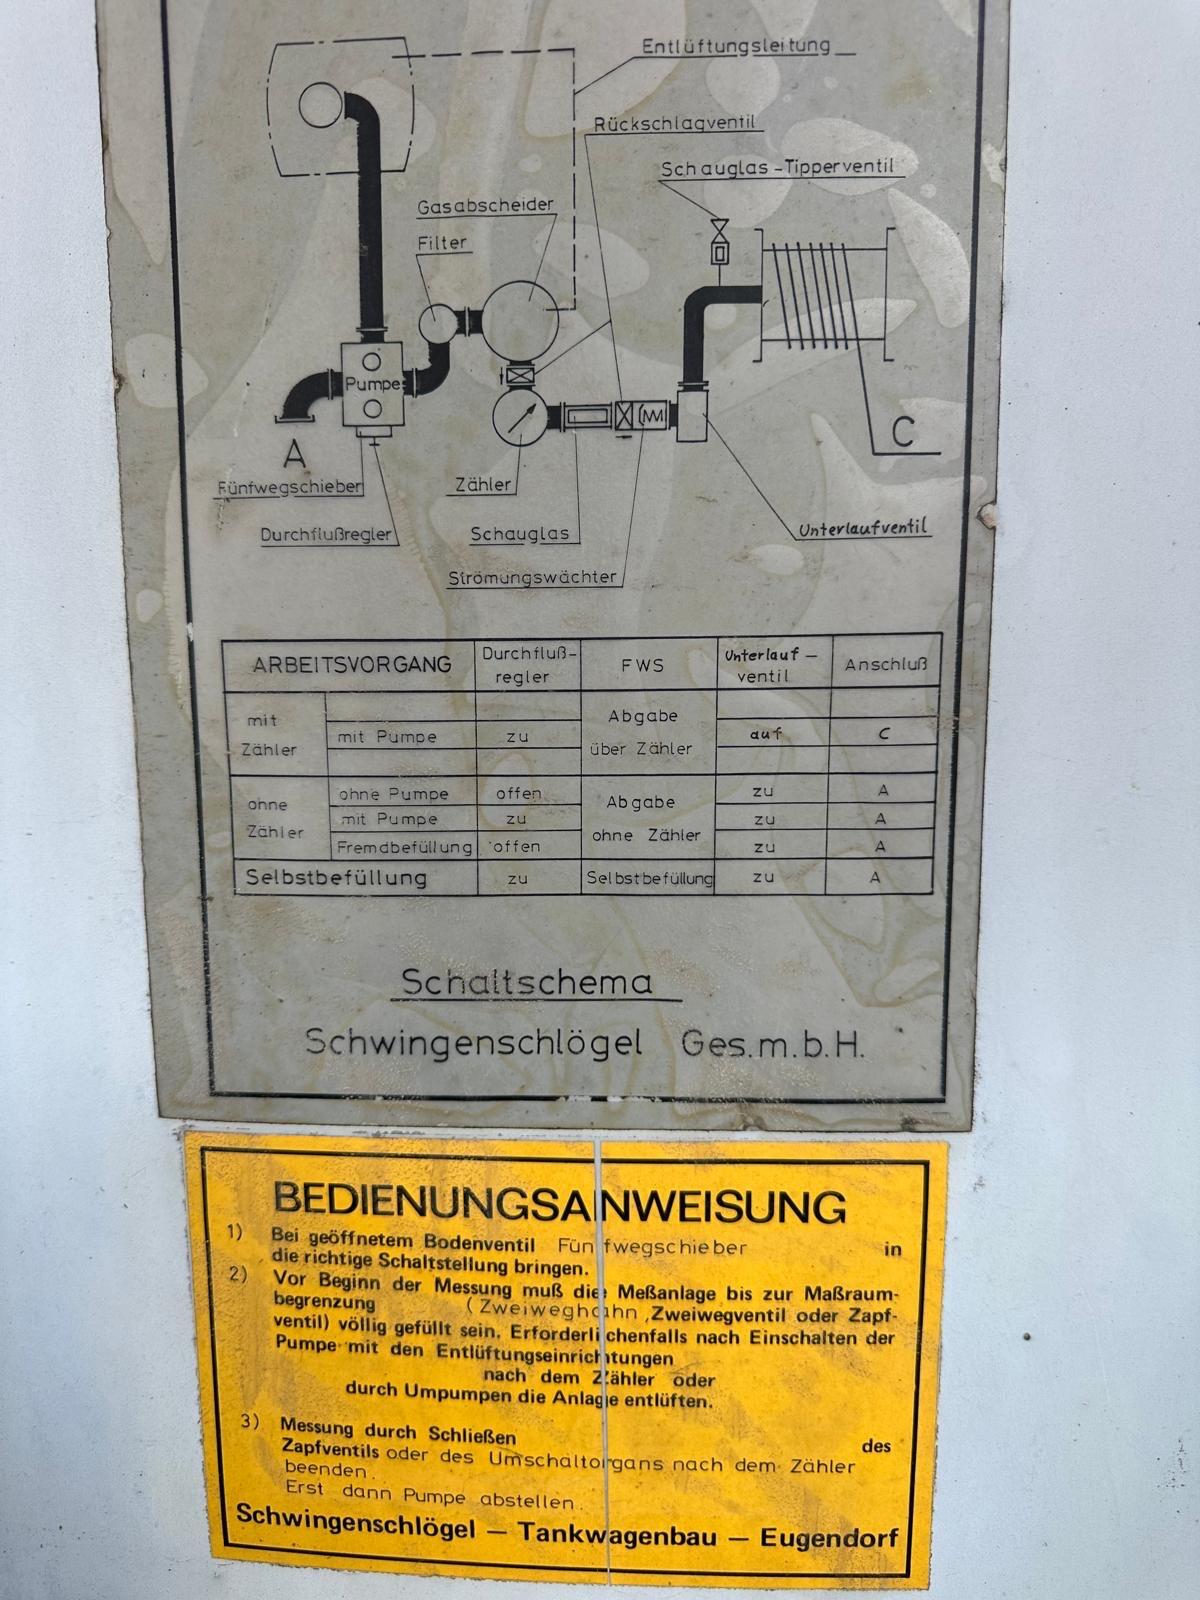 Entlüftungsleitung
Rückschlagventil
Schauglas-Tipperventil
Gasabscheider
Filter
Pumpe
A
C
Fünfwegschieber
Zähler
Durchflußregler
Schauglas
Unterlaufventil
Strömungswächter
ARBEITSVORGANG Durchfluß-regler FWS Unterlauf-ventil Anschluß
mit Zähler mit Pumpe zu Abgabe über Zähler auf C
ohne Zähler ohne Pumpe offen Abgabe ohne Zähler zu A
mit Pumpe zu zu A
Fremdbefüllung offen zu A
Selbstbefüllung zu Selbstbefüllung zu A
Schaltschema
Schwingenschlögel Ges.m.b.H.
BEDIENUNGSANWEISUNG
1) Bei geöffnetem Bodenventil Fünfwegschieber in
die richtige Schaltstellung bringen.
2) Vor Beginn der Messung muß die Meßanlage bis zur Maßraum-
begrenzung (Zweiweghahn, Zweiwegventil oder Zapf-
ventil) völlig gefüllt sein. Erforderlichenfalls nach Einschalten der
Pumpe mit den Entlüftungseinrichtungen
nach dem Zähler oder
durch Umpumpen die Anlage entlüften.
3) Messung durch Schließen des
Zapfventils oder des Umschaltorgans nach dem Zähler
beenden.
Erst dann Pumpe abstellen.
Schwingenschlögel — Tankwagenbau — Eugendorf